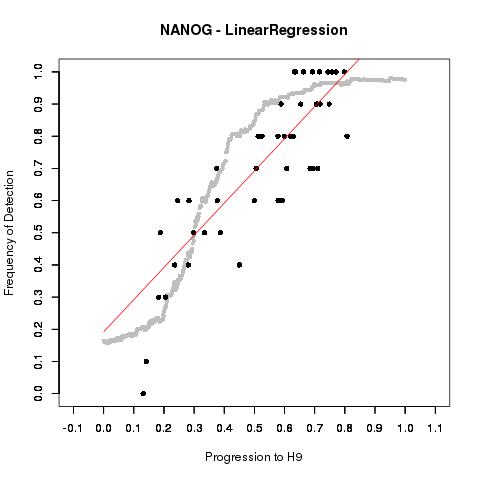 NANOG - LinearRegression
Frequency of Detection
1.0
0.9
0.8
0.7
0.6
0.5
0.4
0.3
0.2
0.1
0.0
-0.1 0.0 0.1 0.2 0.3 0.4 0.5 0.6 0.7 0.8 0.9 1.0 1.1
Progression to H9